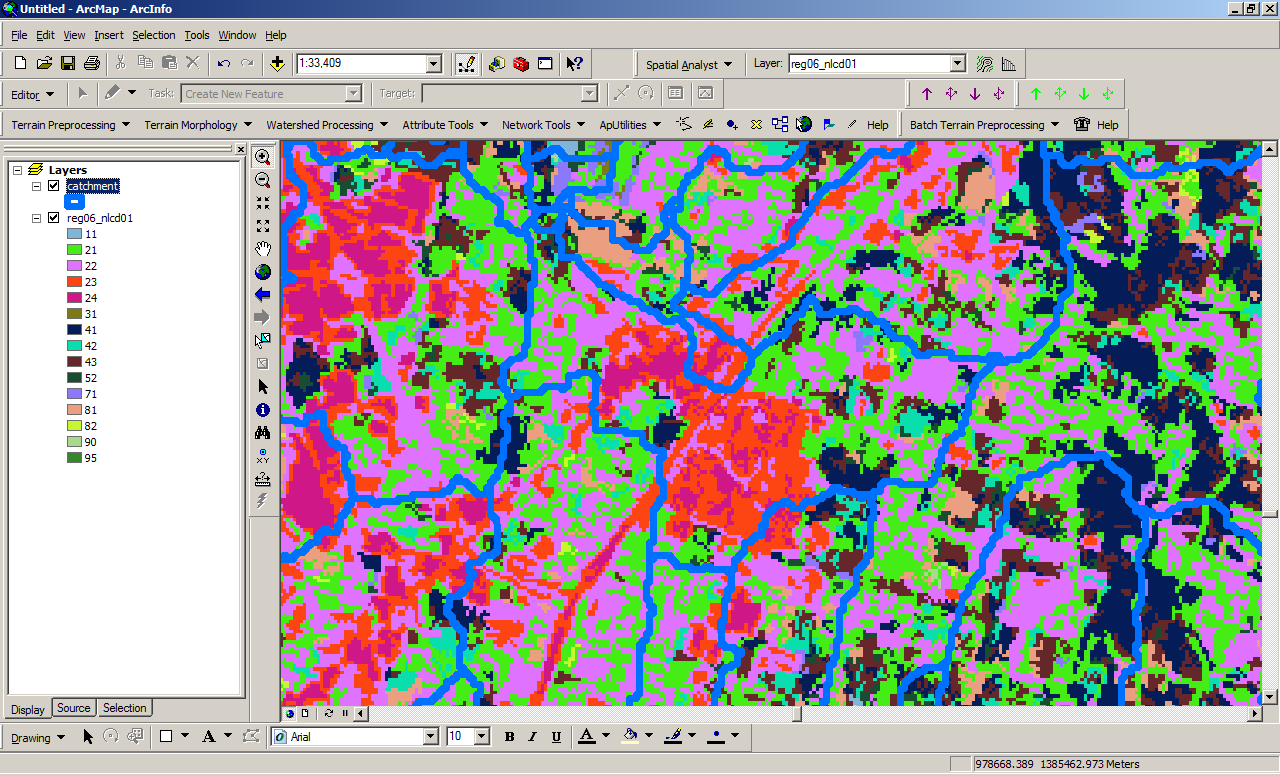 Untitled - ArcMap - ArcInfo
File Edit View Insert Selection Tools Window Help
1:33,409 Spatial Analyst Layer: reg06_nlcd01
Editor Task: Create New Feature Target:
Terrain Preprocessing Terrain Morphology Watershed Processing Attribute Tools Network Tools ApUtilities Help Batch Terrain Preprocessing Help
Layers
catchment
reg06_nlcd01
11
21
22
23
24
31
41
42
43
52
71
81
82
90
95
XY
Display Source Selection
Drawing A Arial 10 B I U A
978668.389 1385462.973 Meters